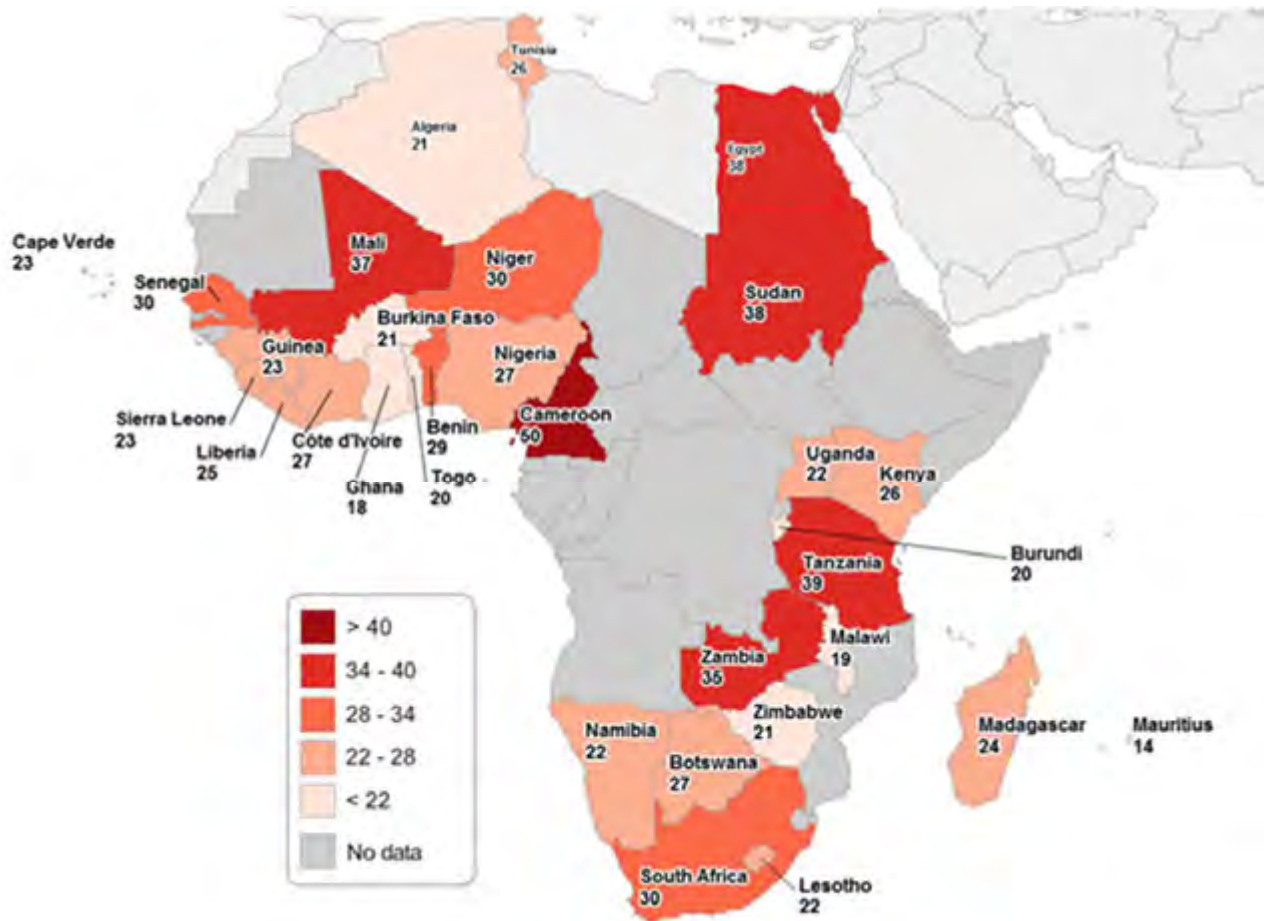 Tunisia
26
Algeria
21
Egypt
38
Cape Verde
23
Mali
37
Niger
30
Senegal
30
Sudan
38
Burkina Faso
21
Guinea
23
Nigeria
27
Sierra Leone
23
Liberia
25
Côte d'Ivoire
27
Ghana
18
Togo
20
Benin
29
Cameroon
50
Uganda
22
Kenya
26
Burundi
20
Tanzania
39
Malawi
19
Zambia
35
Zimbabwe
21
Namibia
22
Botswana
27
Madagascar
24
Mauritius
14
South Africa
30
Lesotho
22
> 40
34 - 40
28 - 34
22 - 28
< 22
No data